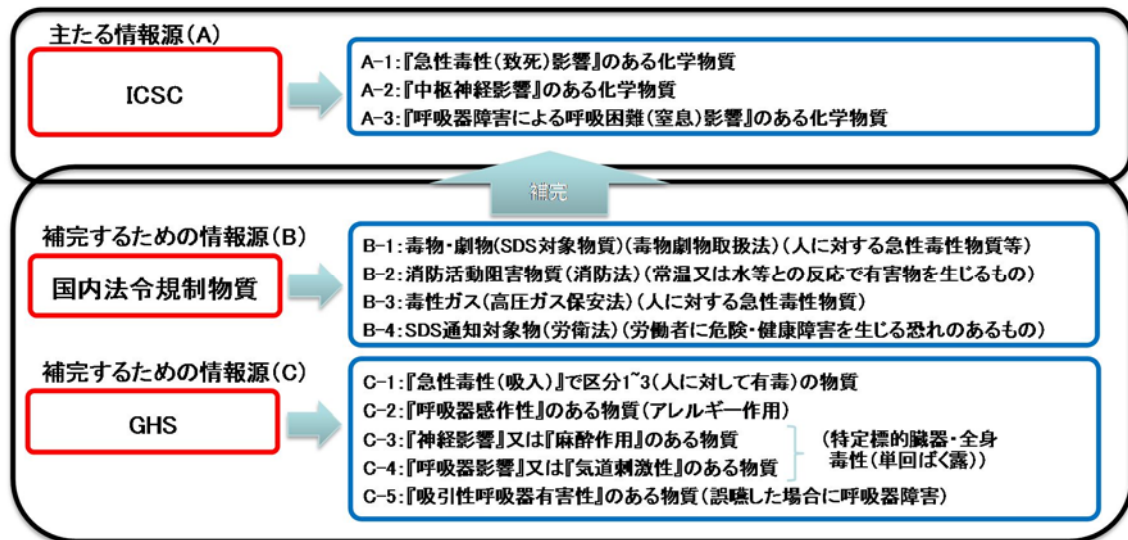 主たる情報源(A)
ICSC
A-1:『急性毒性(致死)影響』のある化学物質
A-2:『中枢神経影響』のある化学物質
A-3:『呼吸器障害による呼吸困難(窒息)影響』のある化学物質
補完
補完するための情報源(B)
国内法令規制物質
B-1:毒物・劇物(SDS対象物質)(毒物劇物取扱法)(人に対する急性毒性物質等)
B-2:消防活動阻害物質(消防法)(常温又は水等との反応で有害物を生じるもの)
B-3:毒性ガス(高圧ガス保安法)(人に対する急性毒性物質)
B-4:SDS通知対象物(労衛法)(労働者に危険・健康障害を生じる恐れのあるもの)
補完するための情報源(C)
GHS
C-1:『急性毒性(吸入)』で区分1~3(人に対して有毒)の物質
C-2:『呼吸器感作性』のある物質(アレルギー作用)
C-3:『神経影響』又は『麻酔作用』のある物質
C-4:『呼吸器影響』又は『気道刺激性』のある物質
(特定標的臓器・全身
毒性(単回ばく露))
C-5:『吸引性呼吸器有害性』のある物質(誤嚥した場合に呼吸器障害)